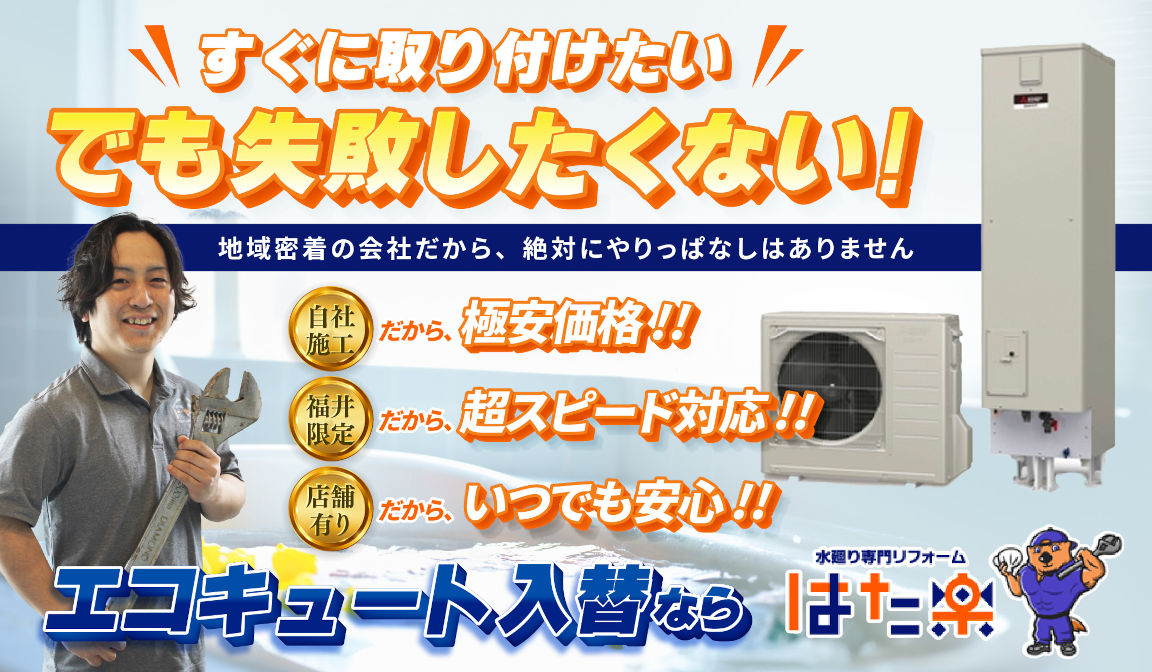 すぐに取り付けたい
でも失敗したくない!
地域密着の会社だから、絶対にやりっぱなしはありません
自社
施工
だから、極安価格!!
福井
限定
だから、超スピード対応!!
店舗
有り
だから、いつでも安心!!
エコキュート入替なら
水廻り専門リフォーム
はた楽